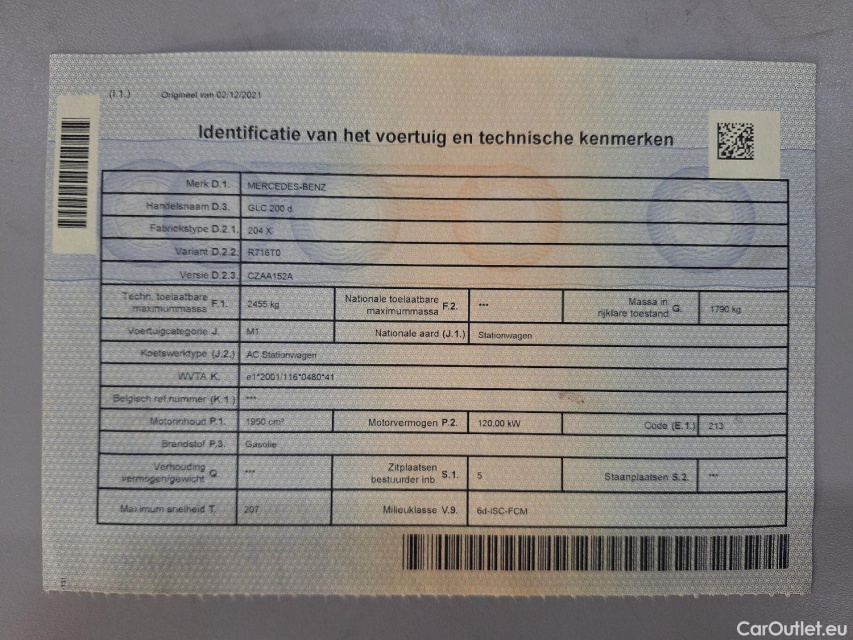 (I.1.) Origineel van 02/12/2021
Identificatie van het voertuig en technische kenmerken
Merk D.1. MERCEDES-BENZ
Handelsnaam D.3. GLC 200 d
Fabriekstype D.2.1. 204 X
Variant D.2.2. R716T0
Versie D.2.3. CZAA152A
Techn. toelaatbare maximummassa F.1. 2455 kg Nationale toelaatbare maximummassa F.2. *** Massa in rijklare toestand G. 1790 kg
Voertuigcategorie J. M1 Nationale aard (J.1.) Stationwagen
Koetswerktype (J.2.) AC Stationwagen
WVTA K. e1*2001/116*0480*41
Belgisch ref.nummer (K.1.) ***
Motorinhoud P.1. 1950 cm³ Motorvermogen P.2. 120,00 kW Code (E.1.) 213
Brandstof P.3. Gasolie
Verhouding vermogen/gewicht Q. *** Zitplaatsen bestuurder inb. S.1. 5 Staanplaatsen S.2. ***
Maximum snelheid T. 207 Milieuklasse V.9. 6d-ISC-FCM
CarOutlet.eu